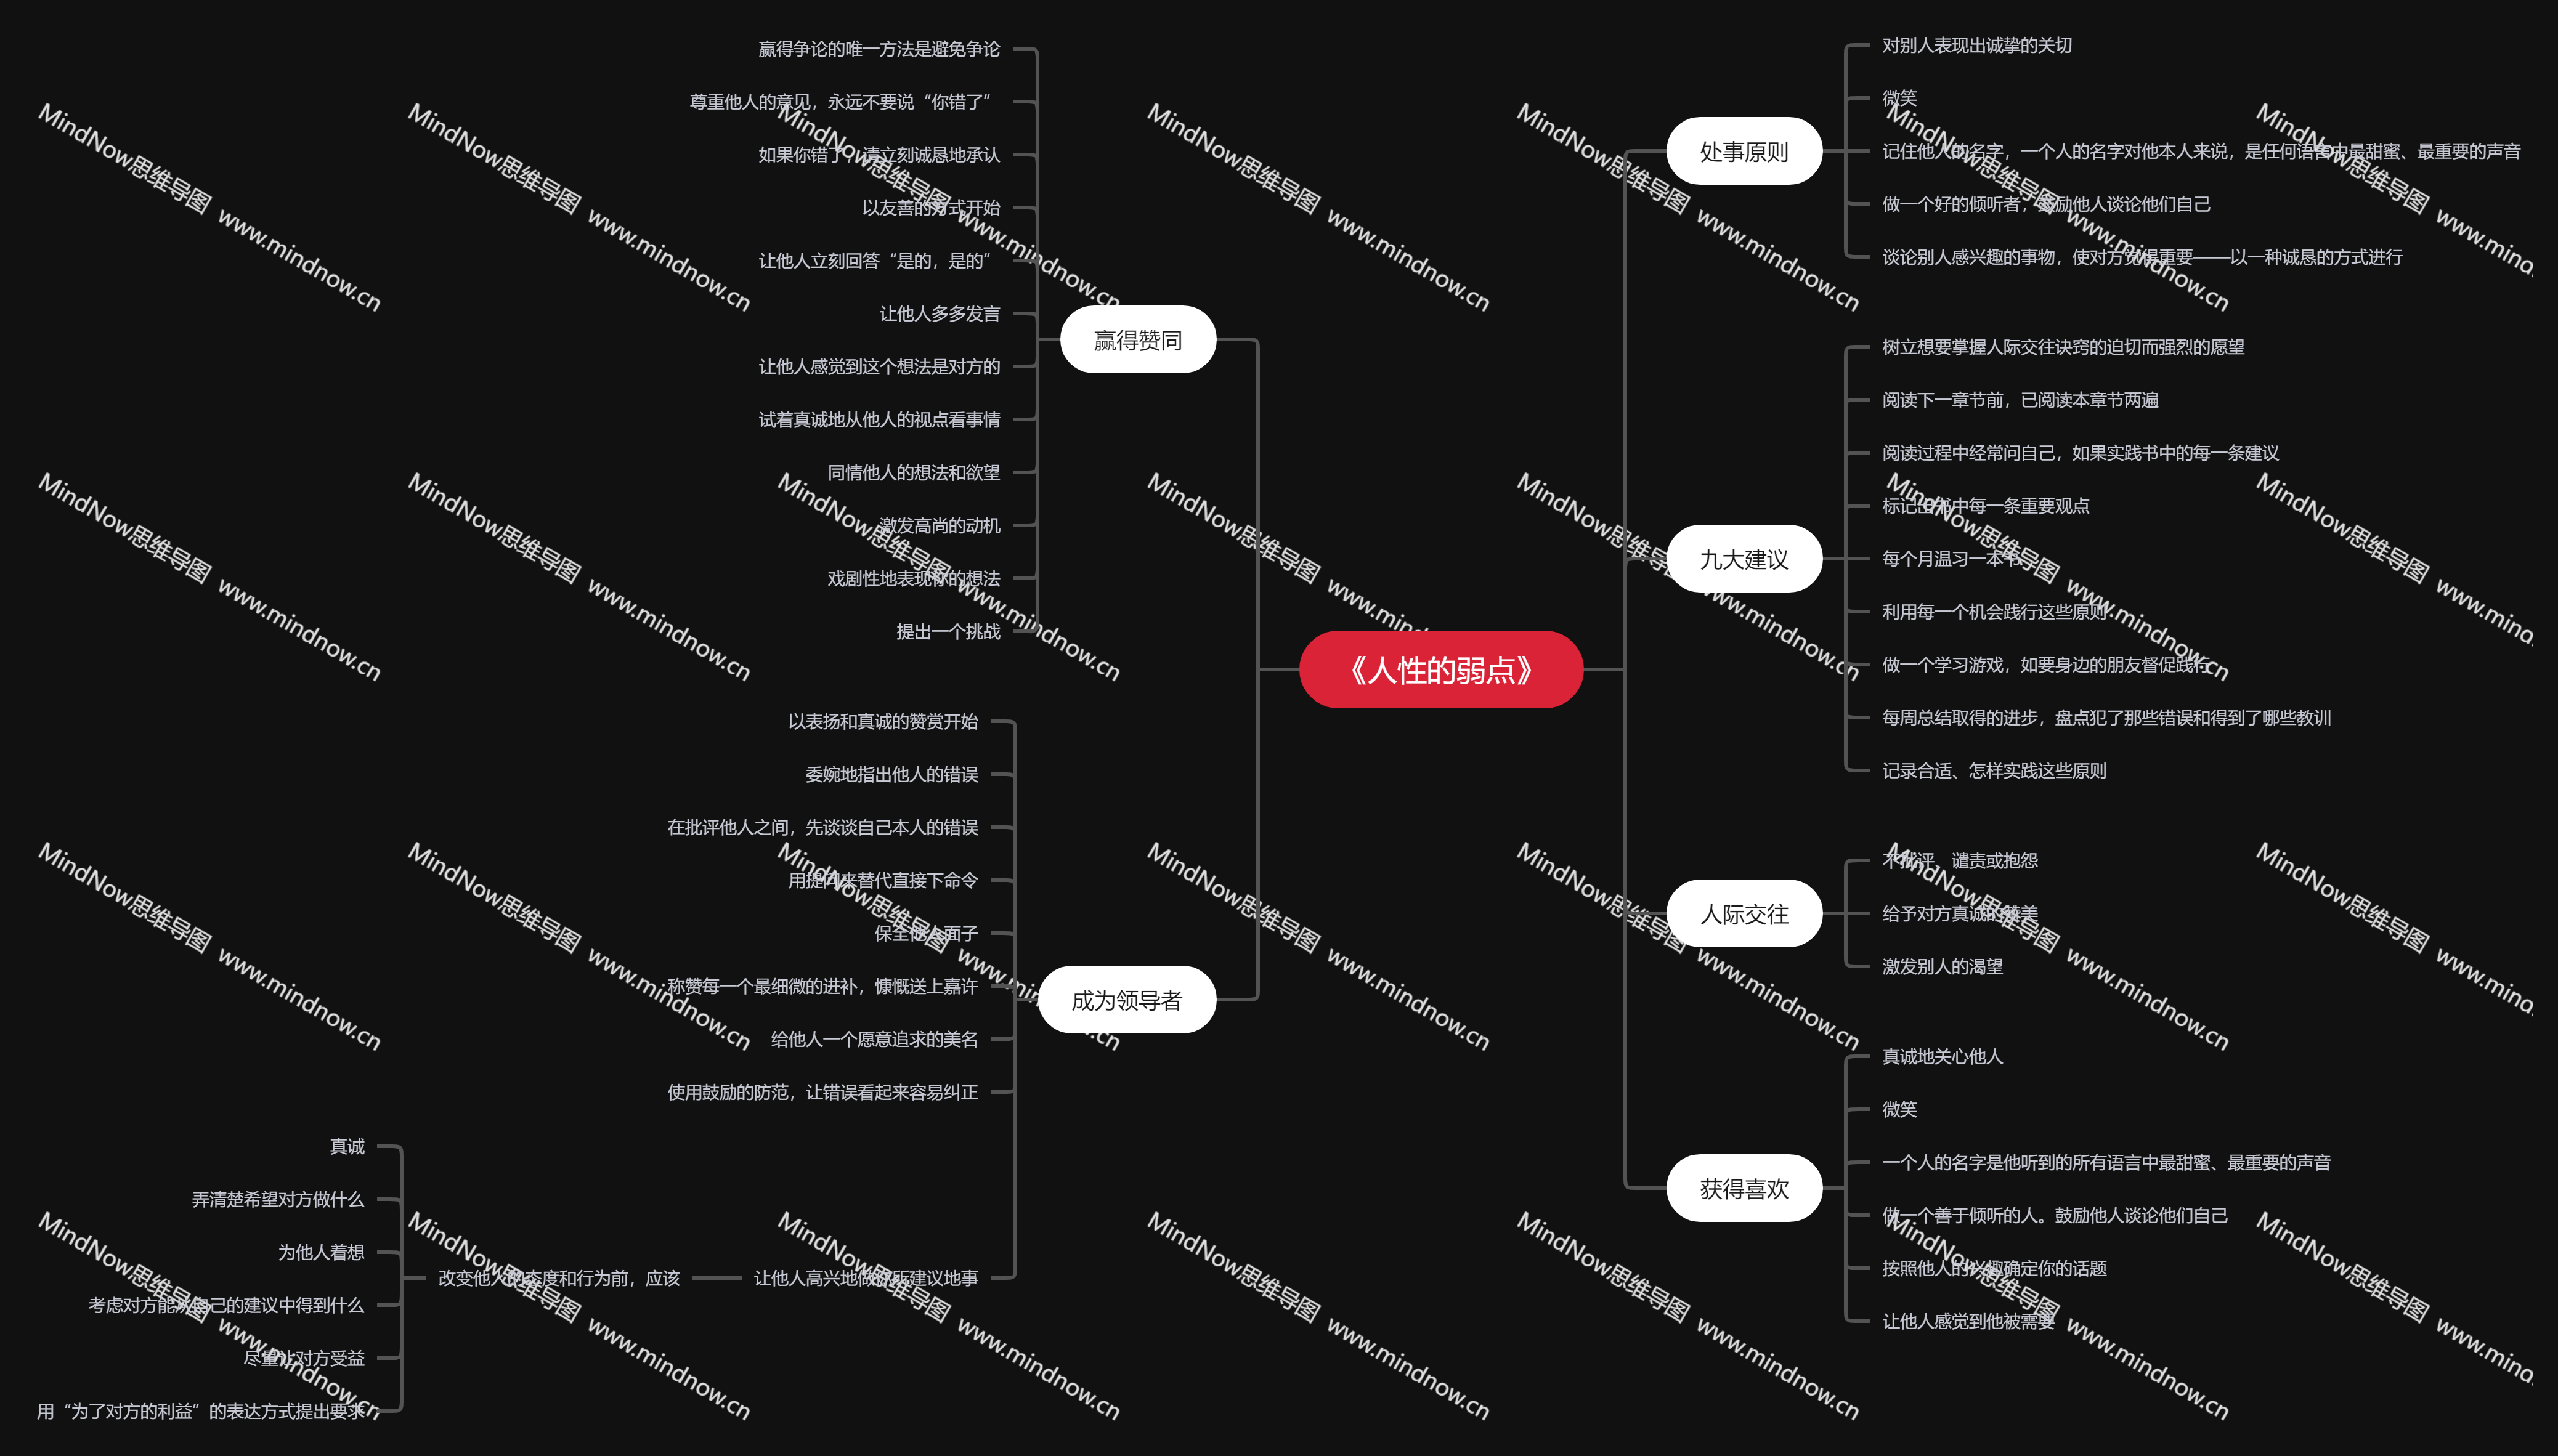 《人性的弱点》
处事原则
对别人表现出诚挚的关切
微笑
记住他人的名字，一个人的名字对他本人来说，是任何语言中最甜蜜、最重要的声音
做一个好的倾听者，鼓励他人谈论他们自己
谈论别人感兴趣的事物，使对方觉得重要——以一种诚恳的方式进行
九大建议
树立想要掌握人际交往诀窍的迫切而强烈的愿望
阅读下一章节前，已阅读本章节两遍
阅读过程中经常问自己，如果实践书中的每一条建议
标记出书中每一条重要观点
每个月温习一本书
利用每一个机会践行这些原则
做一个学习游戏，如要身边的朋友督促践行
每周总结取得的进步，盘点犯了那些错误和得到了哪些教训
记录合适、怎样实践这些原则
人际交往
不批评、谴责或抱怨
给予对方真诚的赞美
激发别人的渴望
获得喜欢
真诚地关心他人
微笑
一个人的名字是他听到的所有语言中最甜蜜、最重要的声音
做一个善于倾听的人。鼓励他人谈论他们自己
按照他人的兴趣确定你的话题
让他人感觉到他被需要
赢得赞同
赢得争论的唯一方法是避免争论
尊重他人的意见，永远不要说“你错了”
如果你错了，请立刻诚恳地承认
以友善的方式开始
让他人立刻回答“是的，是的”
让他人多多发言
让他人感觉到这个想法是对方的
试着真诚地从他人的视点看事情
同情他人的想法和欲望
激发高尚的动机
戏剧性地表现你的想法
提出一个挑战
成为领导者
以表扬和真诚的赞赏开始
委婉地指出他人的错误
在批评他人之间，先谈谈自己本人的错误
用提问来替代直接下命令
保全他人面子
称赞每一个最细微的进补，慷慨送上嘉许
给他人一个愿意追求的美名
使用鼓励的防范，让错误看起来容易纠正
让他人高兴地做你所建议地事
改变他人的态度和行为前，应该
真诚
弄清楚希望对方做什么
为他人着想
考虑对方能从自己的建议中得到什么
尽量让对方受益
用“为了对方的利益”的表达方式提出要求
MindNow思维导图 www.mindnow.cn